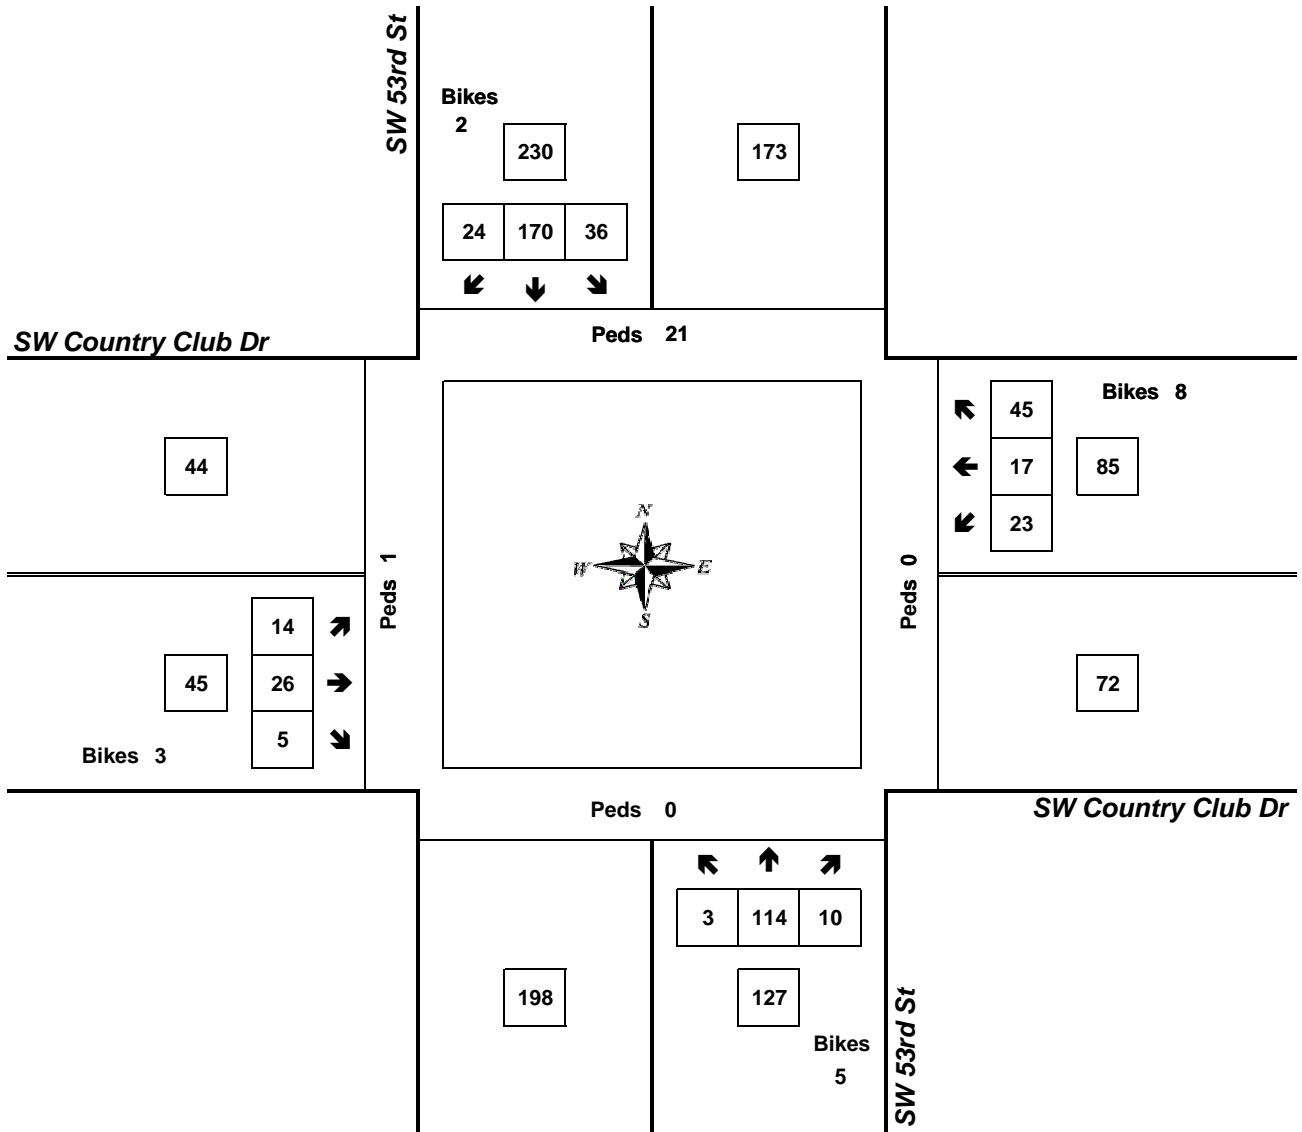 SW 53rd St
Bikes
2
230
173
24 170 36
Peds 21
SW Country Club Dr
Bikes 8
45
44
17
85
23
N
W E
S
Peds 1
Peds 0
14
45
26
72
5
Bikes 3
Peds 0
SW Country Club Dr
3 114 10
198
127
Bikes
5
SW 53rd St